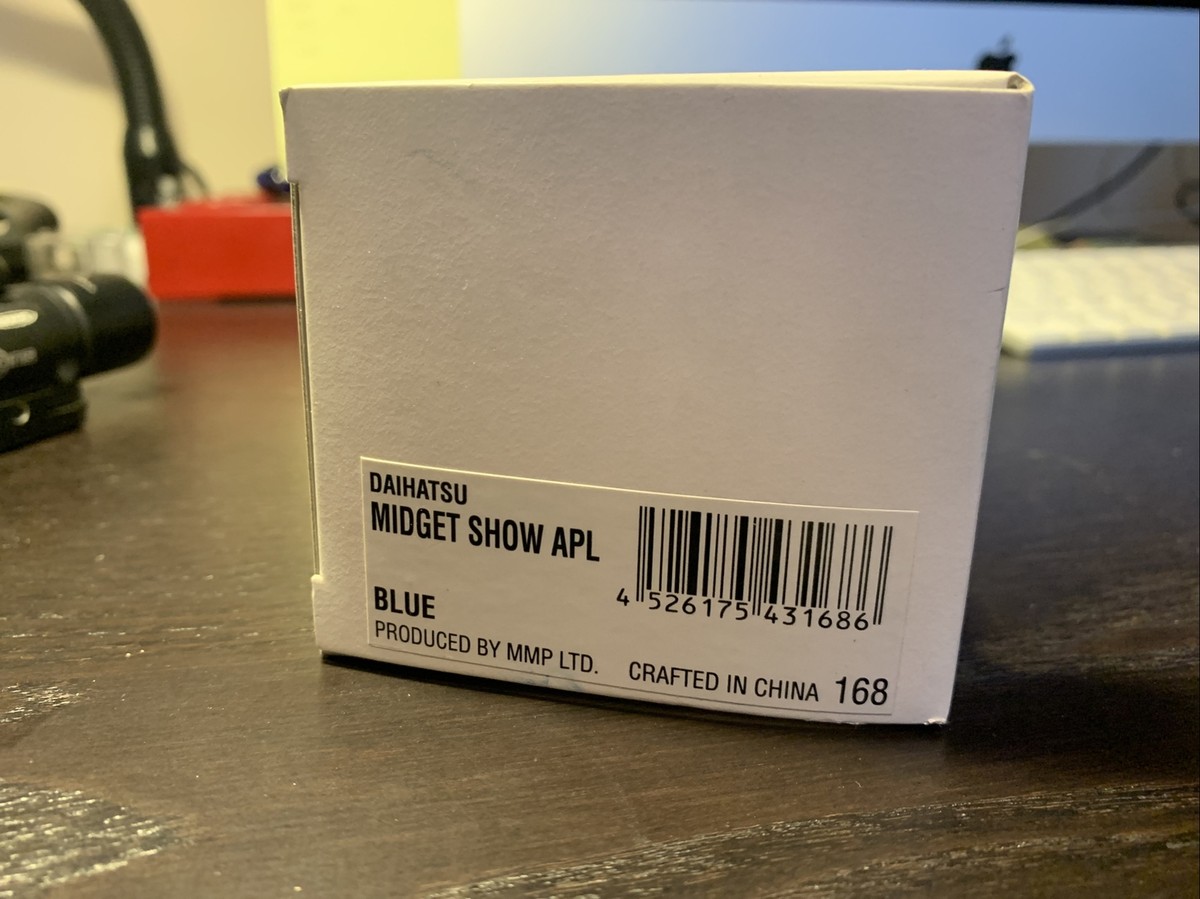 DAIHATSU
MIDGET SHOW APL
BLUE
4 526175 431686
PRODUCED BY MMP LTD. CRAFTED IN CHINA 168